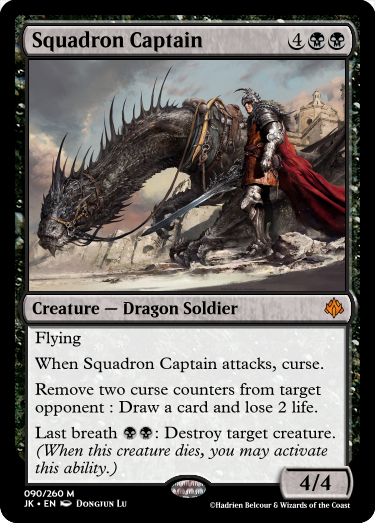 Squadron Captain 4
Creature — Dragon Soldier
Flying
When Squadron Captain attacks, curse.
Remove two curse counters from target
opponent : Draw a card and lose 2 life.
Last breath : Destroy target creature.
(When this creature dies, you may activate
this ability.)
4/4
090/260 M
JK • EN Dongjun Lu
©Hadrien Belcour & Wizards of the Coast